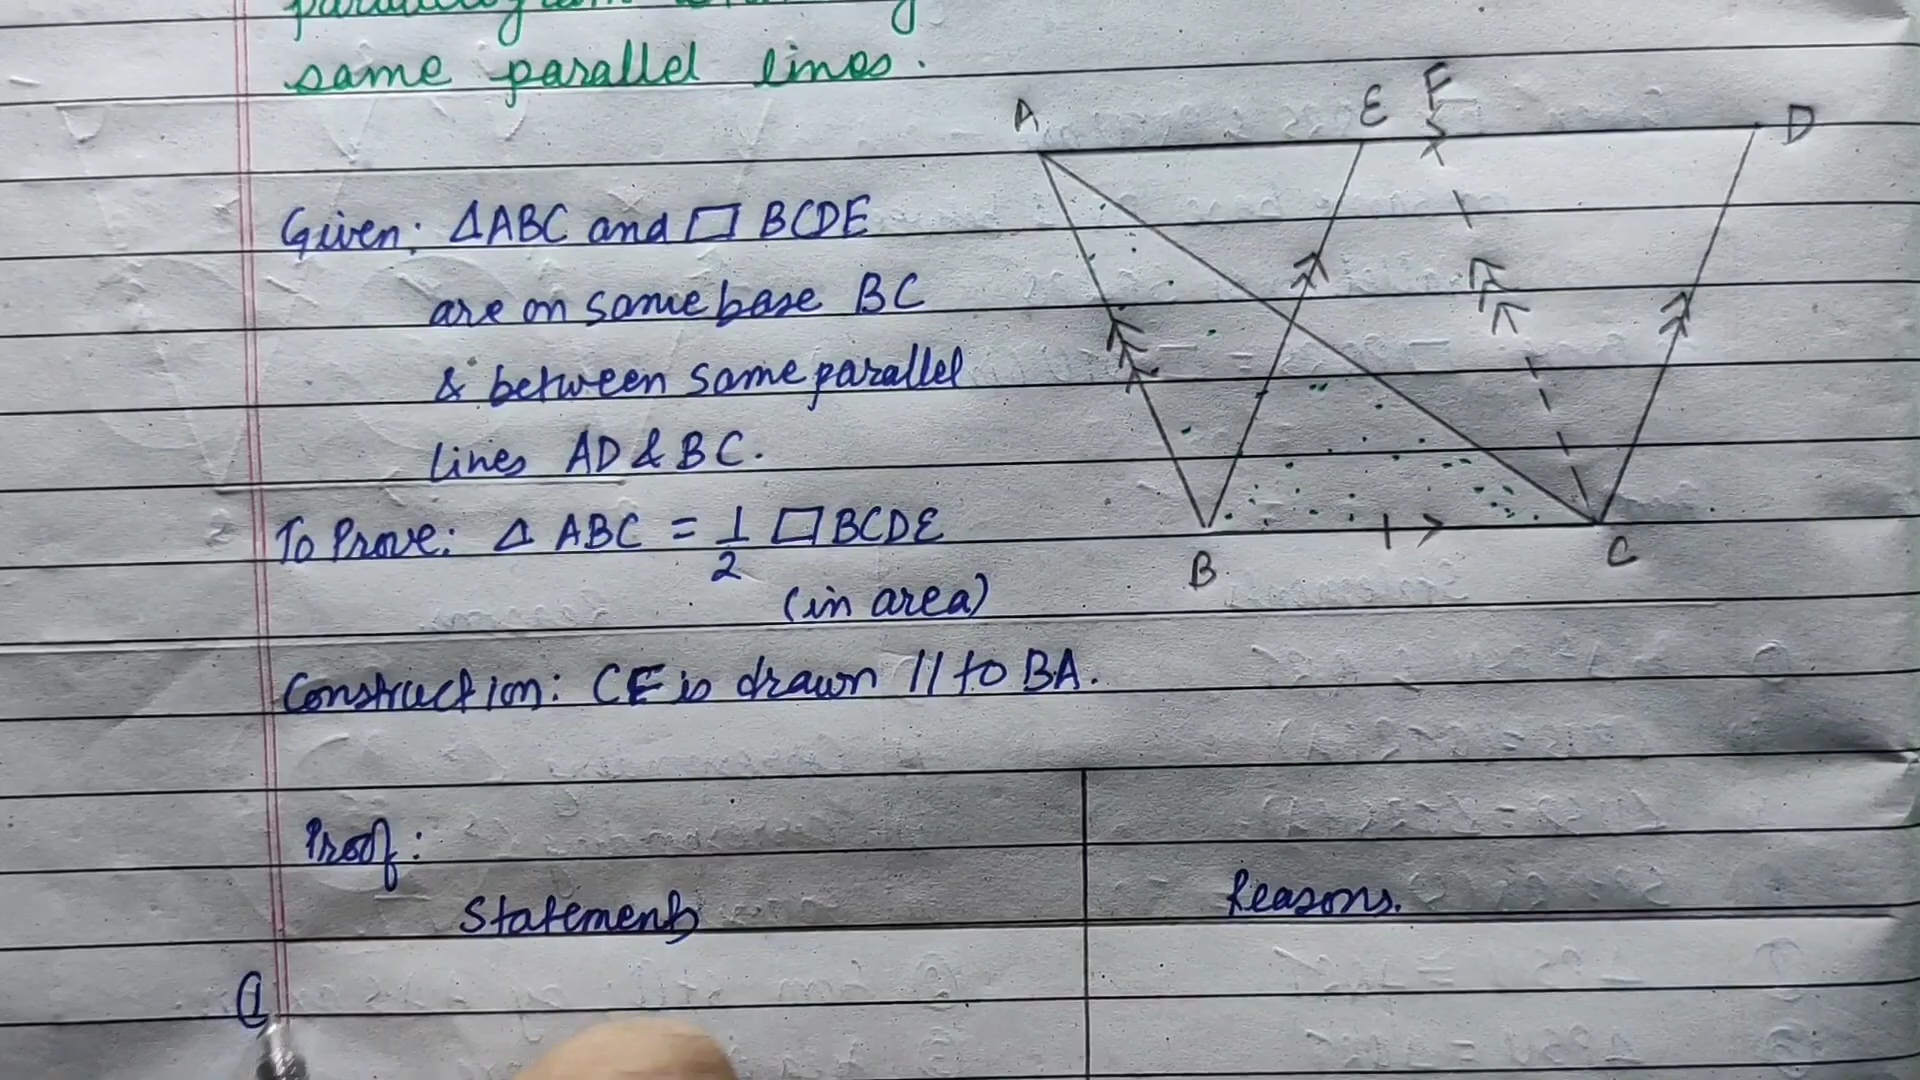 parallelogram
same parallel lines.
A E F D
Given: ΔABC and ▱ BCDE
are on same base BC
& between same parallel
lines AD & BC.
To Prove: Δ ABC = 1/2 ▱ BCDE
(in area)
B C
Construction: CF is drawn // to BA.
Proof:
Statements Reasons.